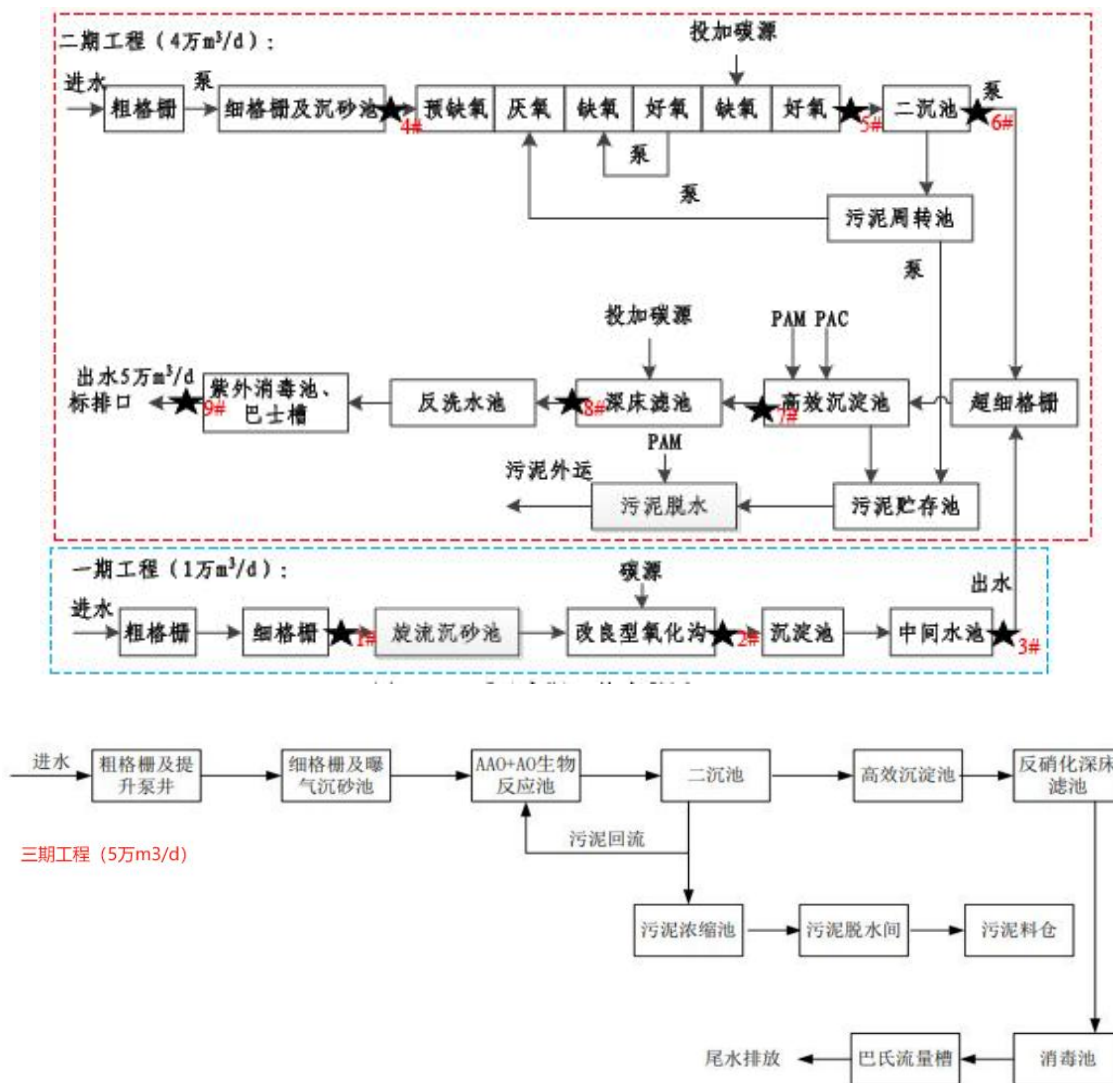 二期工程（4万m³/d）：
投加碳源
进水
泵
泵
粗格栅
细格栅及沉砂池
4#
预缺氧
厌氧
缺氧
好氧
缺氧
好氧
5#
二沉池
6#
泵
泵
污泥周转池
泵
投加碳源
PAM PAC
出水5万m³/d
标排口
9#
紫外消毒池、
巴士槽
反洗水池
8#
深床滤池
7#
高效沉淀池
超细格栅
PAM
污泥外运
污泥脱水
污泥贮存池
一期工程（1万m³/d）：
碳源
出水
进水
粗格栅
细格栅
1#
旋流沉砂池
改良型氧化沟
2#
沉淀池
中间水池
3#
进水
粗格栅及提
升泵井
细格栅及曝
气沉砂池
AAO+AO生物
反应池
二沉池
高效沉淀池
反硝化深床
滤池
污泥回流
三期工程（5万m3/d）
污泥浓缩池
污泥脱水间
污泥料仓
尾水排放
巴氏流量槽
消毒池